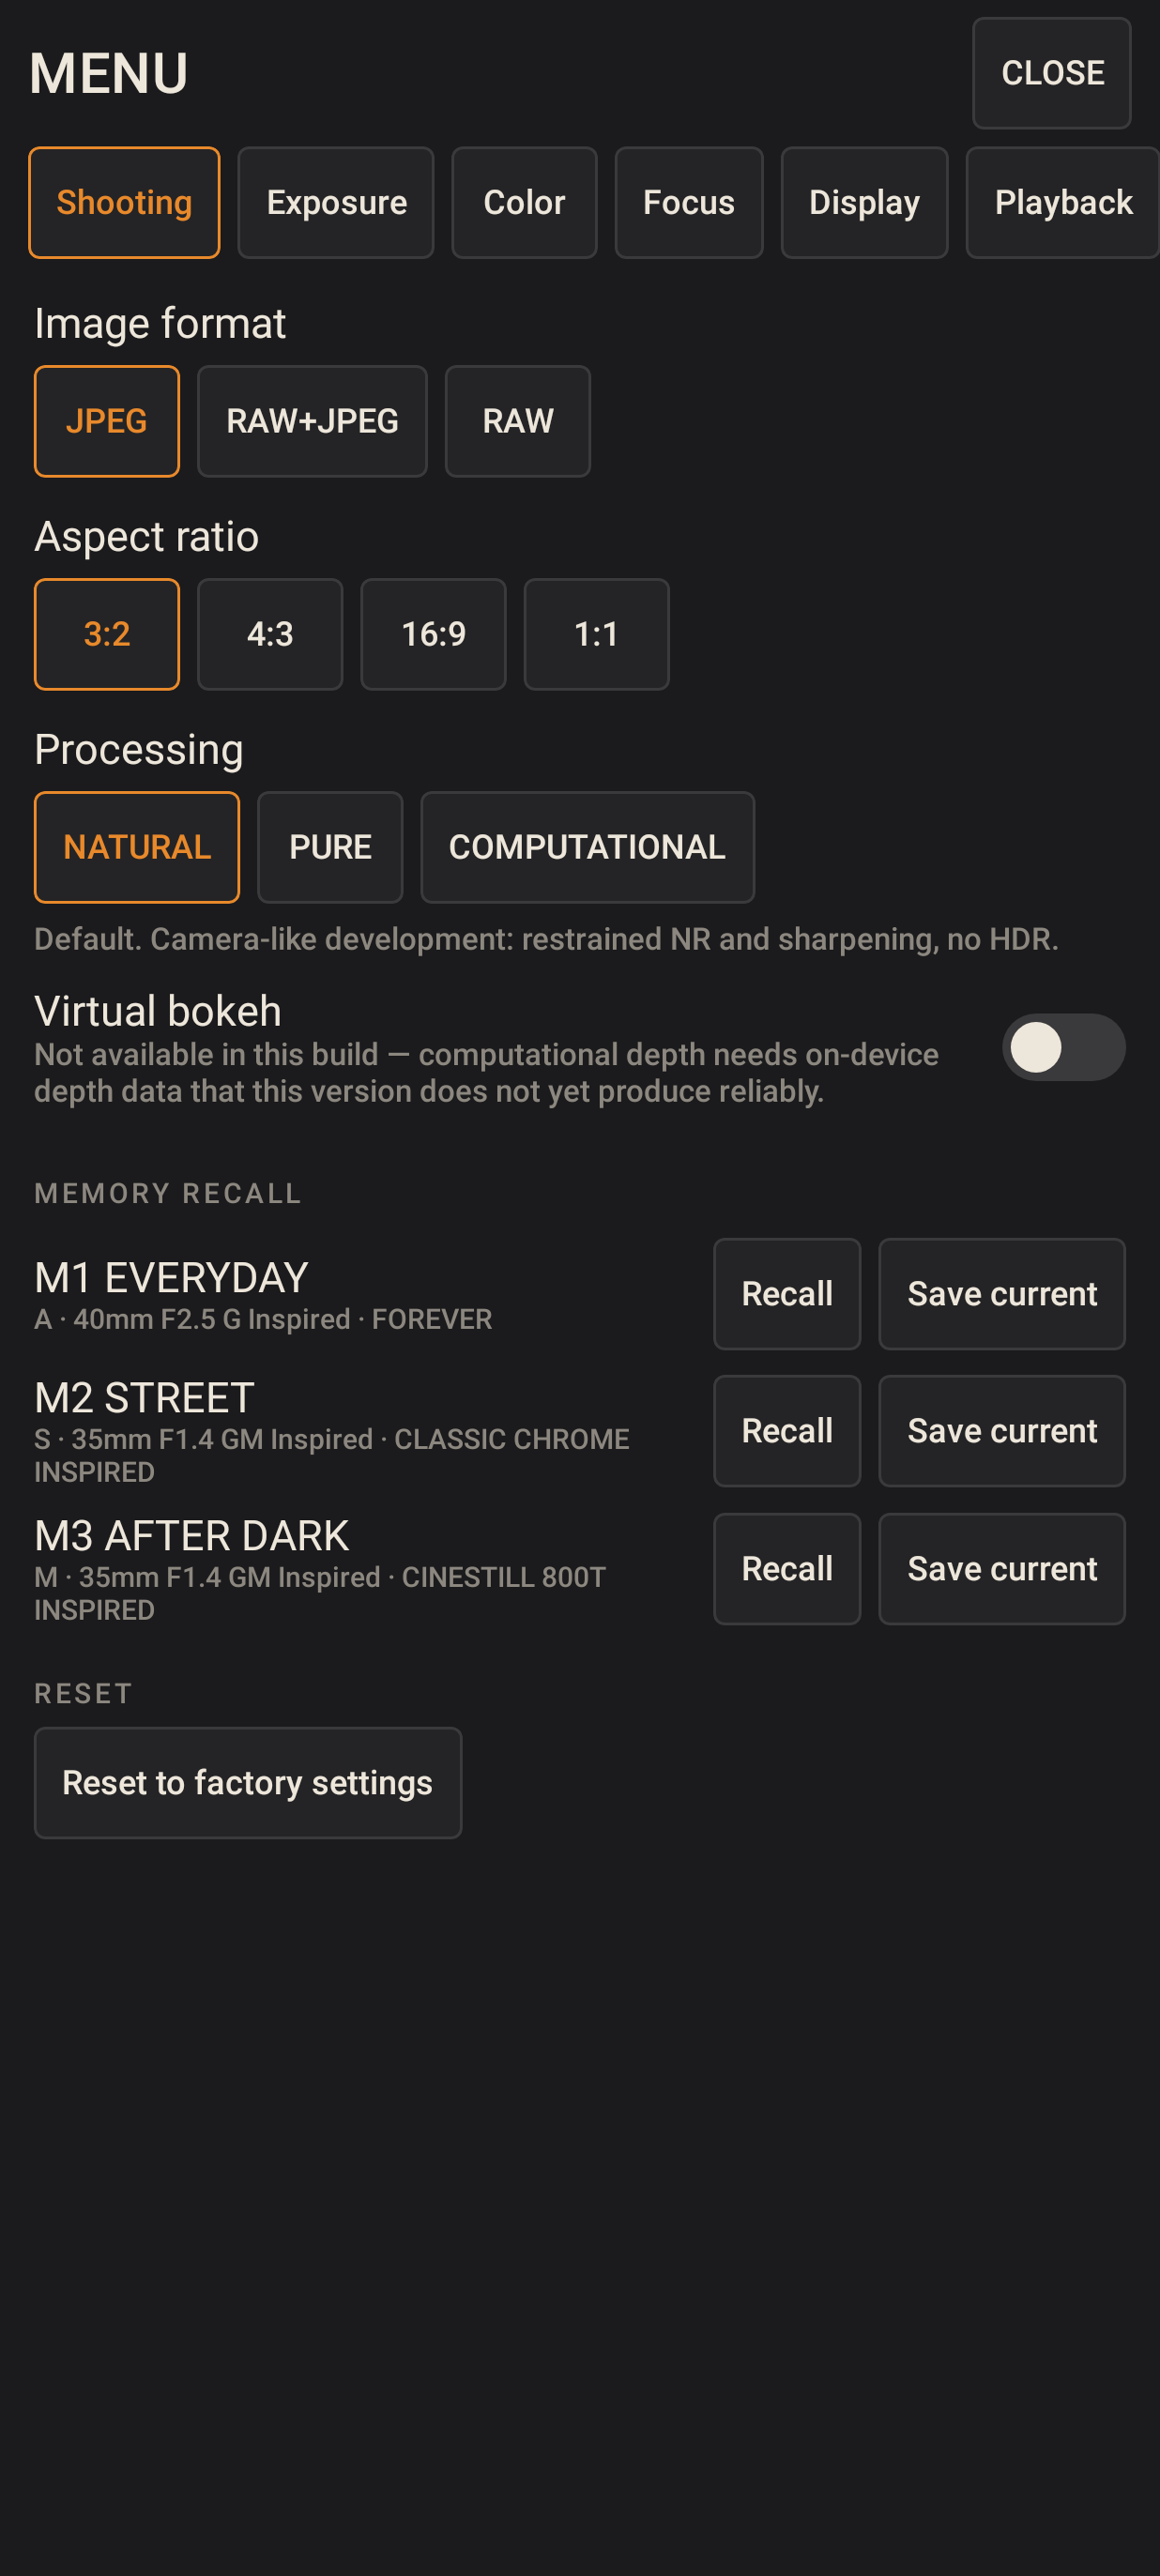 MENU
CLOSE
Shooting
Exposure
Color
Focus
Display
Playback
Image format
JPEG
RAW+JPEG
RAW
Aspect ratio
3:2
4:3
16:9
1:1
Processing
NATURAL
PURE
COMPUTATIONAL
Default. Camera-like development: restrained NR and sharpening, no HDR.
Virtual bokeh
Not available in this build — computational depth needs on-device
depth data that this version does not yet produce reliably.
MEMORY RECALL
M1 EVERYDAY
A · 40mm F2.5 G Inspired · FOREVER
Recall
Save current
M2 STREET
S · 35mm F1.4 GM Inspired · CLASSIC CHROME
INSPIRED
Recall
Save current
M3 AFTER DARK
M · 35mm F1.4 GM Inspired · CINESTILL 800T
INSPIRED
Recall
Save current
RESET
Reset to factory settings